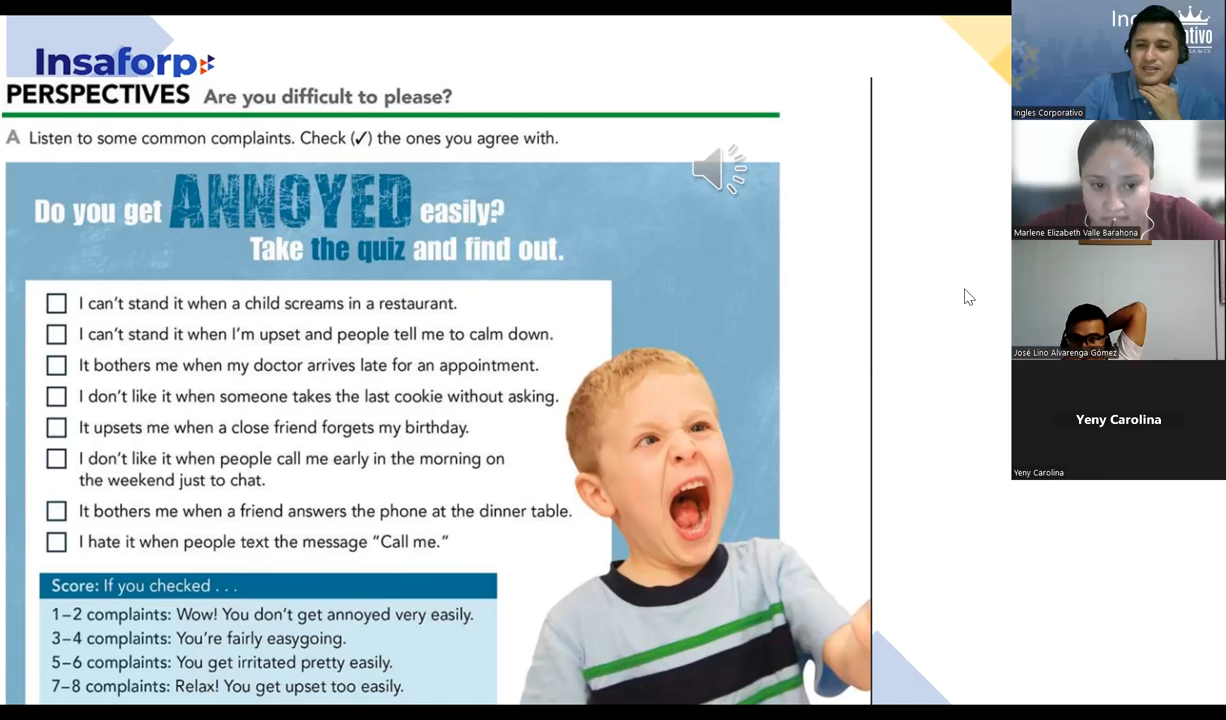 Insaforp
PERSPECTIVES Are you difficult to please?
A Listen to some common complaints. Check (✓) the ones you agree with.
Do you get ANNOYED easily?
Take the quiz and find out.
I can't stand it when a child screams in a restaurant.
I can't stand it when I'm upset and people tell me to calm down.
It bothers me when my doctor arrives late for an appointment.
I don't like it when someone takes the last cookie without asking.
It upsets me when a close friend forgets my birthday.
I don't like it when people call me early in the morning on
the weekend just to chat.
It bothers me when a friend answers the phone at the dinner table.
I hate it when people text the message "Call me."
Score: If you checked . . .
1–2 complaints: Wow! You don't get annoyed very easily.
3–4 complaints: You're fairly easygoing.
5–6 complaints: You get irritated pretty easily.
7–8 complaints: Relax! You get upset too easily.
Ingles Corporativo
Marlene Elizabeth Valle Barahona
José Lino Alvarenga Gómez
Yeny Carolina
Yeny Carolina